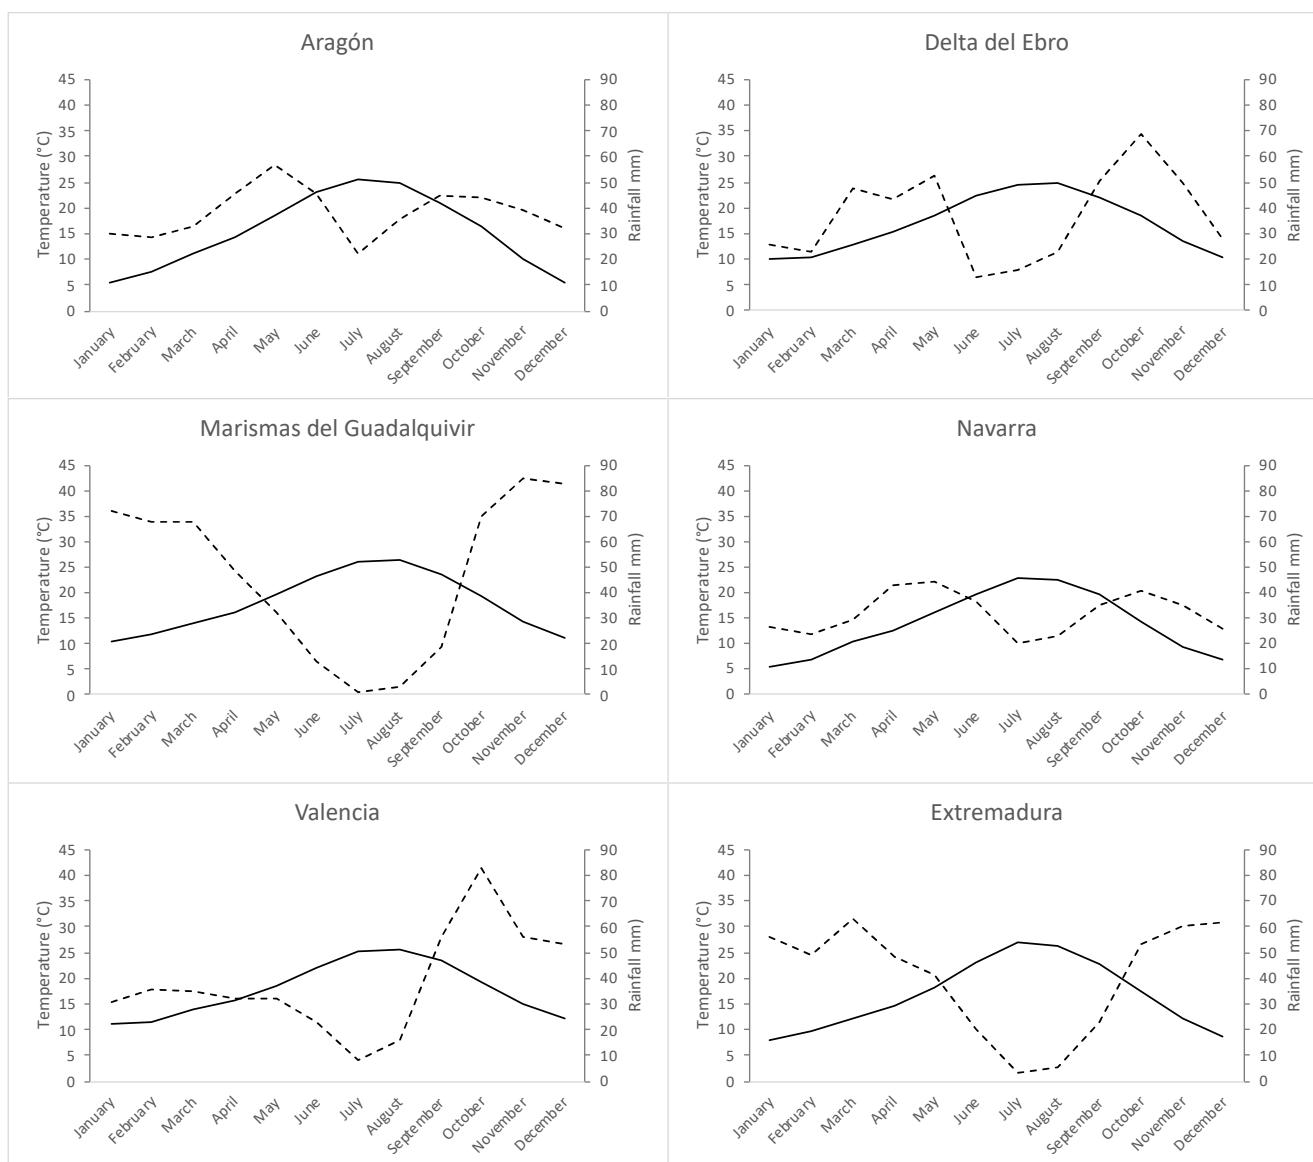 Aragón
Temperature (°C)
45
40
35
30
25
20
15
10
5
0
90
80
70
60
50
40
30
20
10
0
Rainfall mm)
January
February
March
April
May
June
July
August
September
October
November
December
Delta del Ebro
Temperature (°C)
45
40
35
30
25
20
15
10
5
0
90
80
70
60
50
40
30
20
10
0
Rainfall mm)
January
February
March
April
May
June
July
August
September
October
November
December
Marismas del Guadalquivir
Temperature (°C)
45
40
35
30
25
20
15
10
5
0
90
80
70
60
50
40
30
20
10
0
Rainfall mm)
January
February
March
April
May
June
July
August
September
October
November
December
Navarra
Temperature (°C)
45
40
35
30
25
20
15
10
5
0
90
80
70
60
50
40
30
20
10
0
Rainfall mm)
January
February
March
April
May
June
July
August
September
October
November
December
Valencia
Temperature (°C)
45
40
35
30
25
20
15
10
5
0
90
80
70
60
50
40
30
20
10
0
Rainfall mm)
January
February
March
April
May
June
July
August
September
October
November
December
Extremadura
Temperature (°C)
45
40
35
30
25
20
15
10
5
0
90
80
70
60
50
40
30
20
10
0
Rainfall mm)
January
February
March
April
May
June
July
August
September
October
November
December